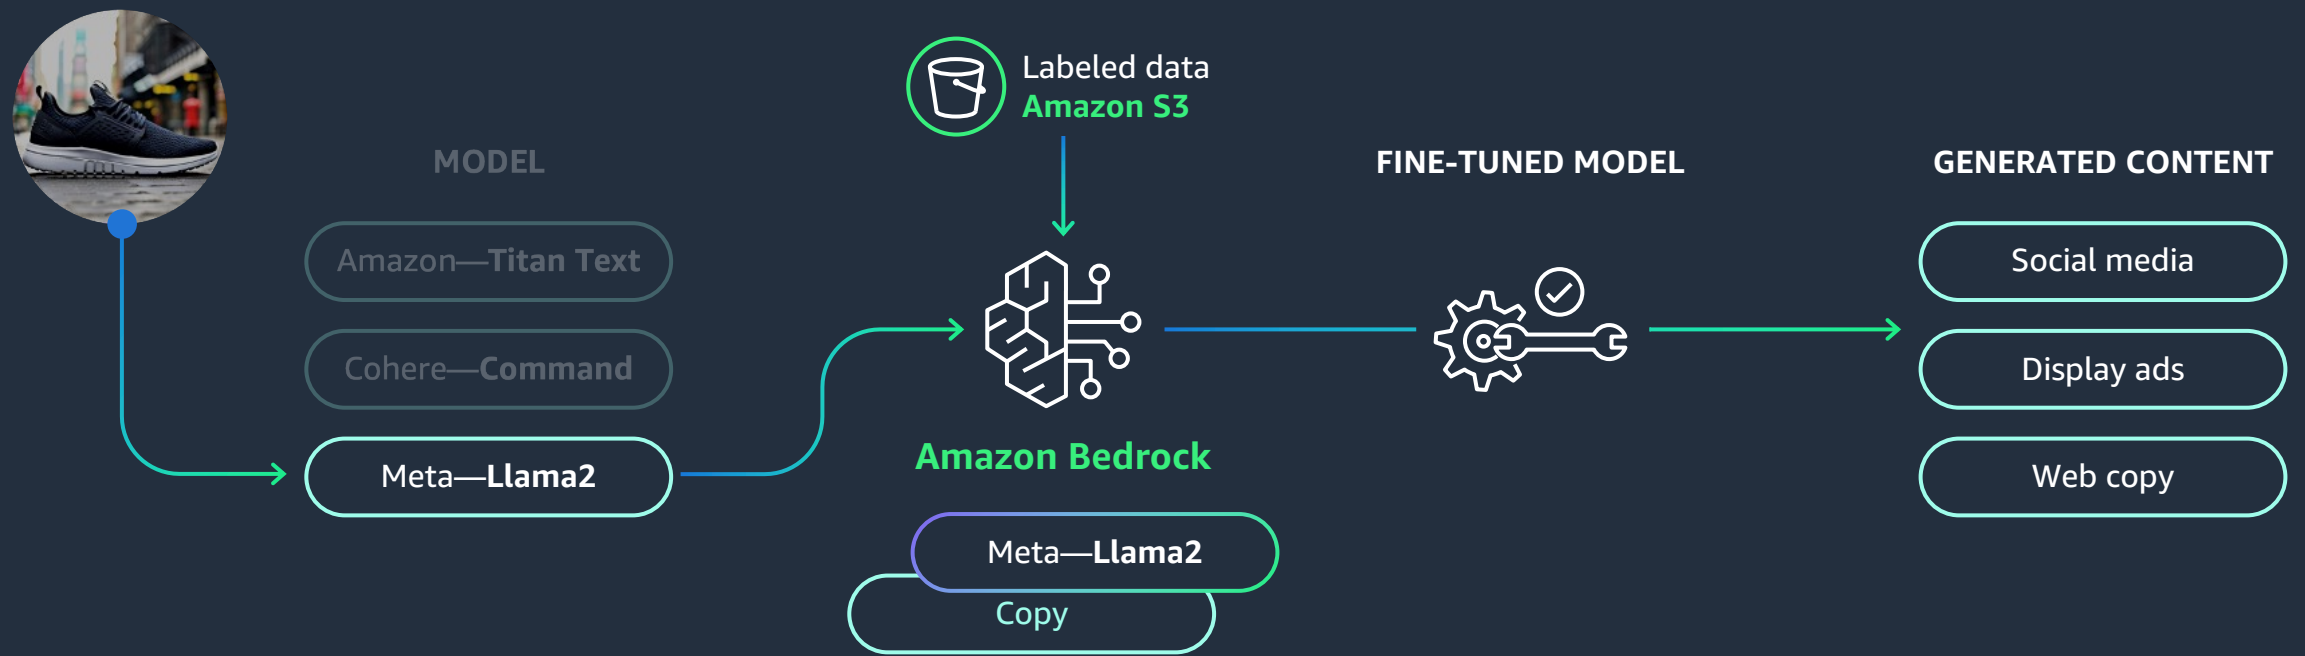 Labeled data
Amazon S3
MODEL
Amazon—Titan Text
Cohere—Command
Meta—Llama2
Amazon Bedrock
Meta—Llama2
Copy
FINE-TUNED MODEL
GENERATED CONTENT
Social media
Display ads
Web copy